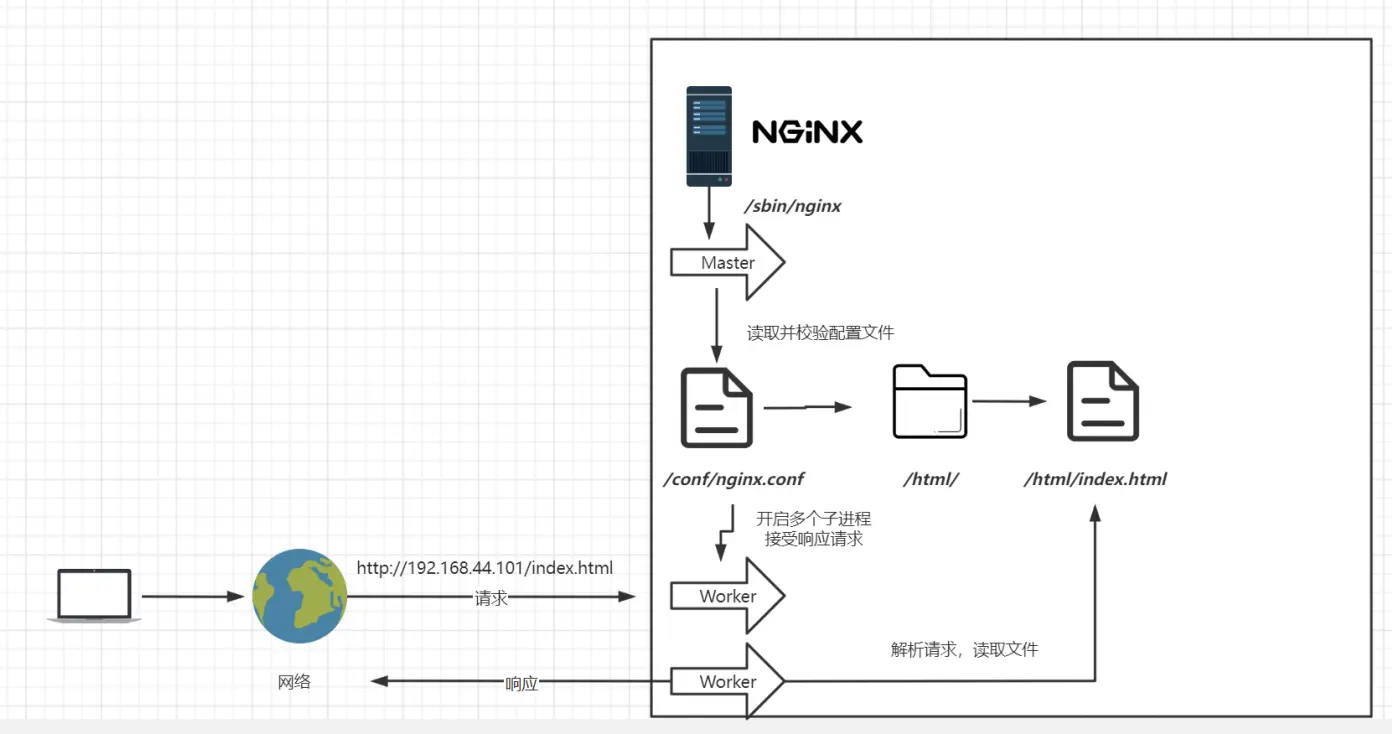 NGiNX
/sbin/nginx
Master
读取并校验配置文件
/conf/nginx.conf
/html/
/html/index.html
开启多个子进程
接受响应请求
http://192.168.44.101/index.html
请求
Worker
解析请求，读取文件
网络
响应
Worker